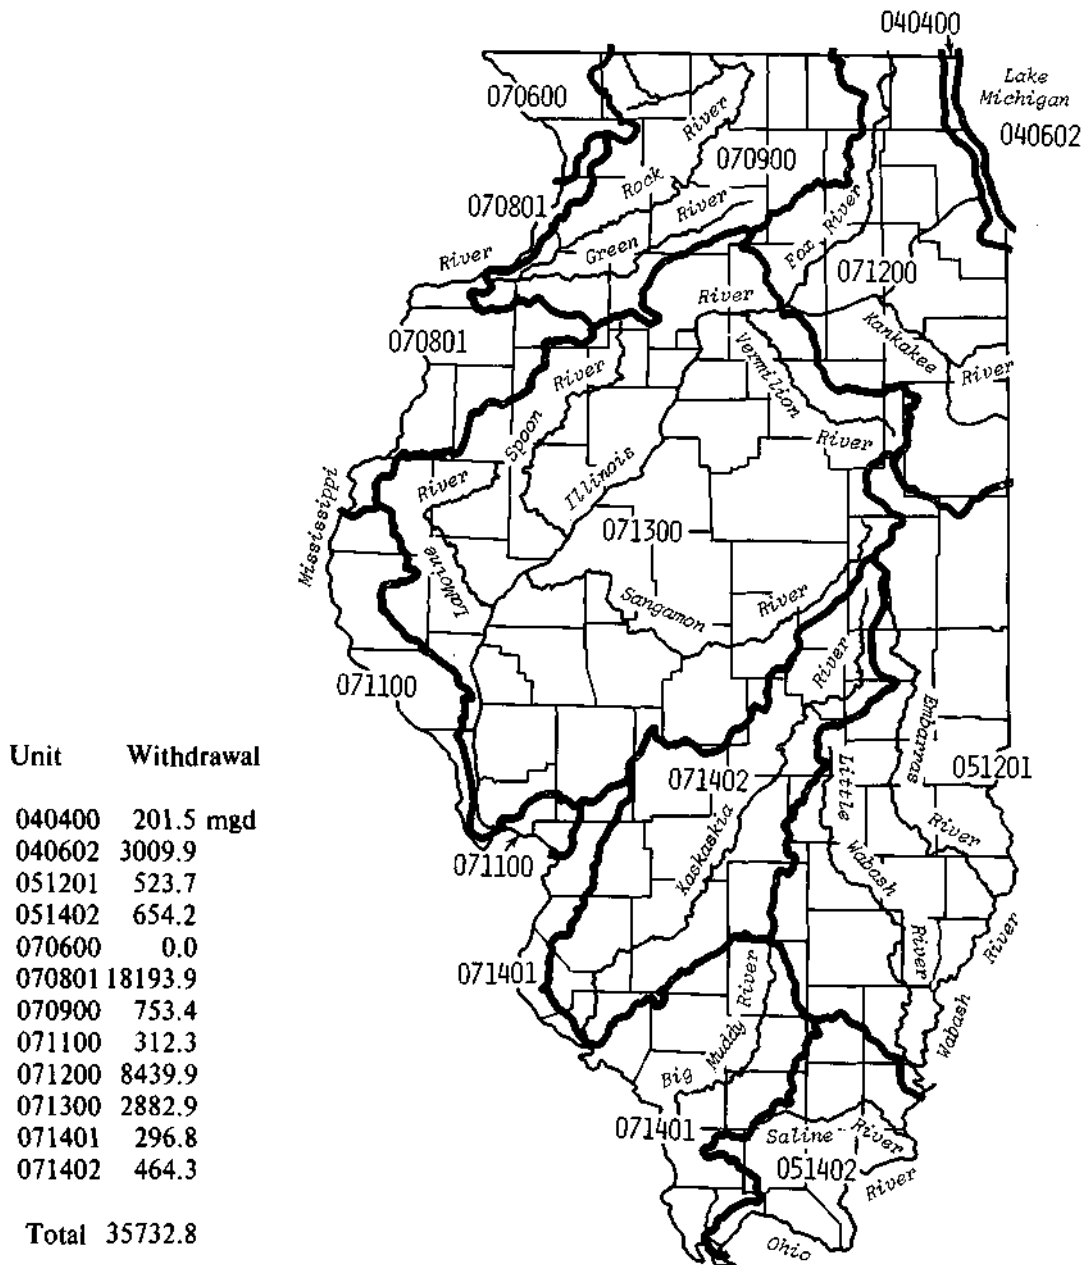 040400
Lake
Michigan
040602
070600
River
070900
Rock
River
070801
Green
River
Fox River
071200
River
070801
Kankakee
River
Vermilion
River
River
Spoon
River
Illinois
Mississippi
LaMoine
071300
Sangamon
River
River
071100
Embarras
River
071402
Little
Wabash
River
051201
Kaskaskia
071100
071401
Wabash
River
Big Muddy River
071401
Saline River
051402
River
Ohio
Unit Withdrawal
040400 201.5 mgd
040602 3009.9
051201 523.7
051402 654.2
070600 0.0
070801 18193.9
070900 753.4
071100 312.3
071200 8439.9
071300 2882.9
071401 296.8
071402 464.3
Total 35732.8